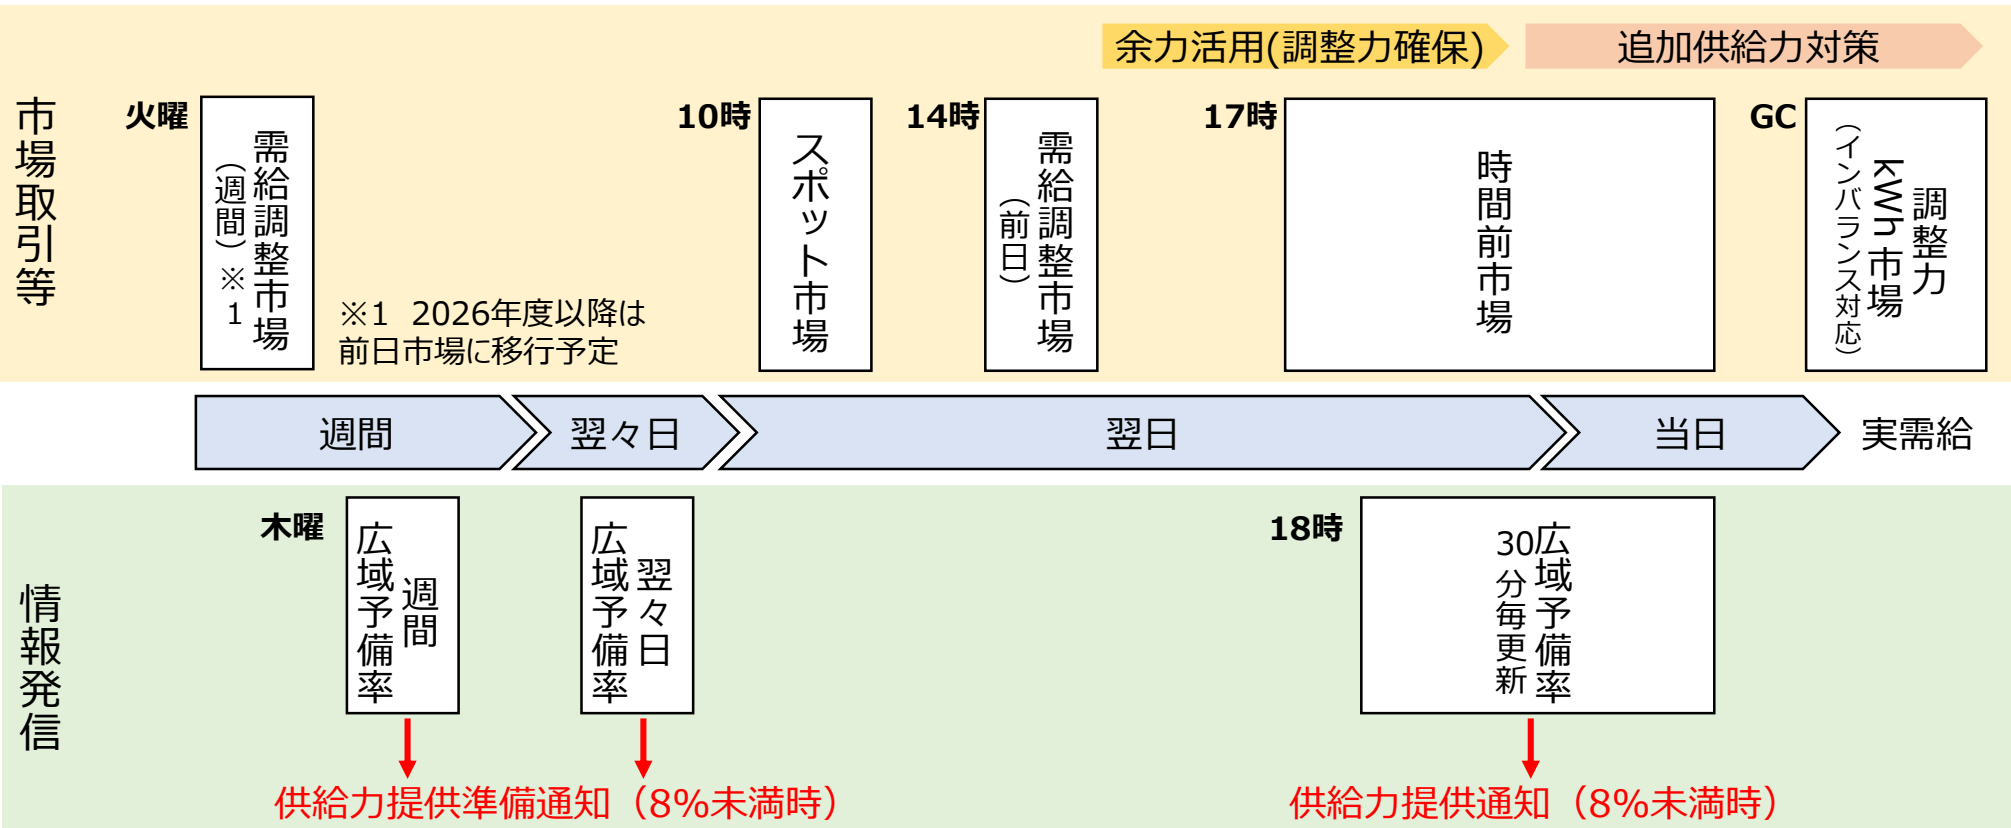 余力活用(調整力確保)
追加供給力対策
市場取引等
火曜
需給調整市場
（週間）※1
※1 2026年度以降は
前日市場に移行予定
10時
スポット市場
14時
需給調整市場
（前日）
17時
時間前市場
GC
調整力
kWh市場
（インバランス対応）
週間
翌々日
翌日
当日
実需給
情報発信
木曜
週間
広域予備率
翌々日
広域予備率
18時
広域予備率
30分毎更新
供給力提供準備通知（8%未満時）
供給力提供通知（8%未満時）